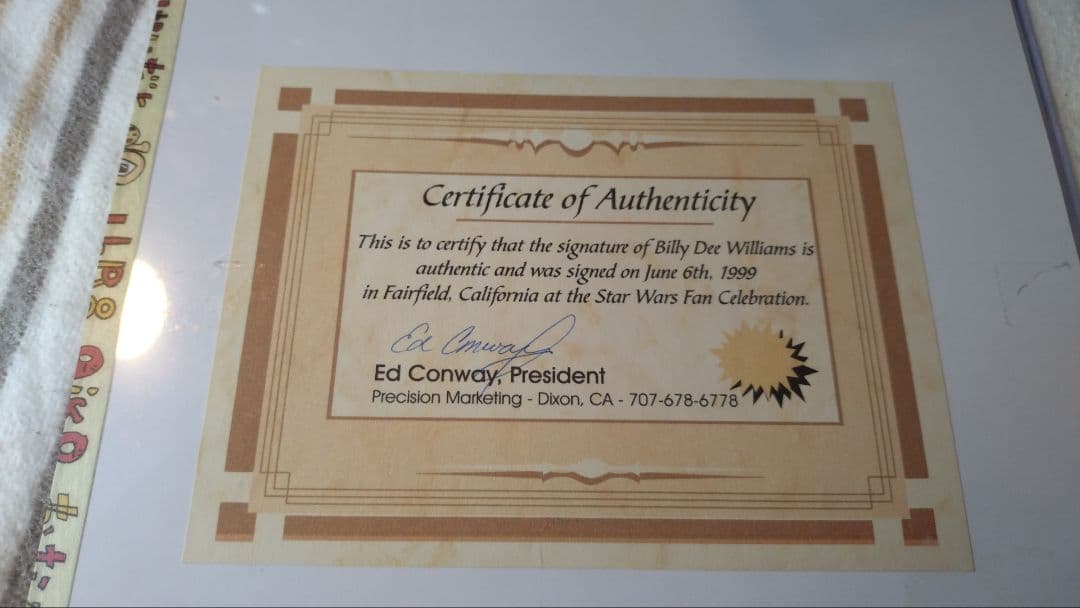 Certificate of Authenticity
This is to certify that the signature of Billy Dee Williams is
authentic and was signed on June 6th, 1999
in Fairfield, California at the Star Wars Fan Celebration.
Ed Conway
Ed Conway, President
Precision Marketing - Dixon, CA - 707-678-6778